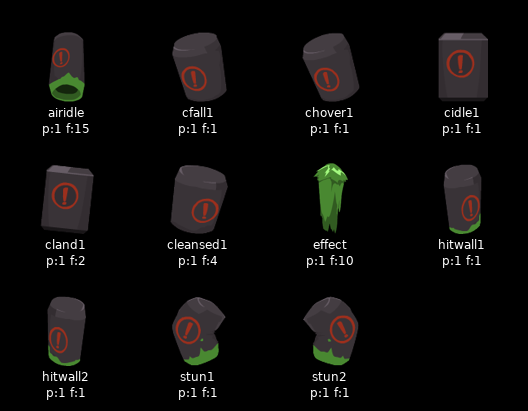 airidle
p:1 f:15
cfall1
p:1 f:1
chover1
p:1 f:1
cidle1
p:1 f:1
cland1
p:1 f:2
cleansed1
p:1 f:4
effect
p:1 f:10
hitwall1
p:1 f:1
hitwall2
p:1 f:1
stun1
p:1 f:1
stun2
p:1 f:1